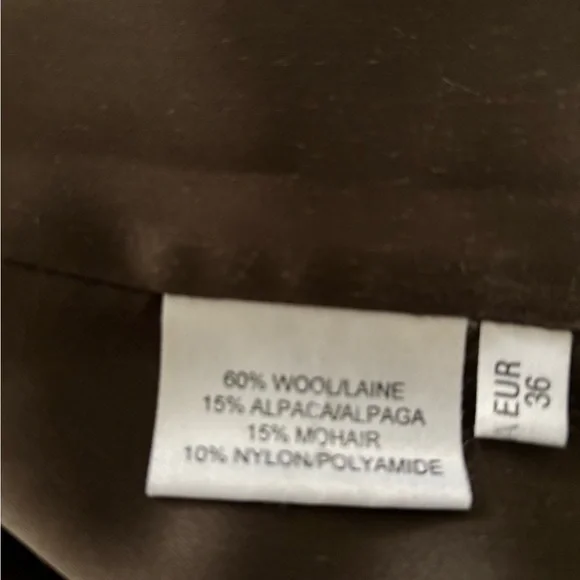 60% WOOL/LAINE
15% ALPACA/ALPAGA
15% MOHAIR
10% NYLON/POLYAMIDE
EUR
36